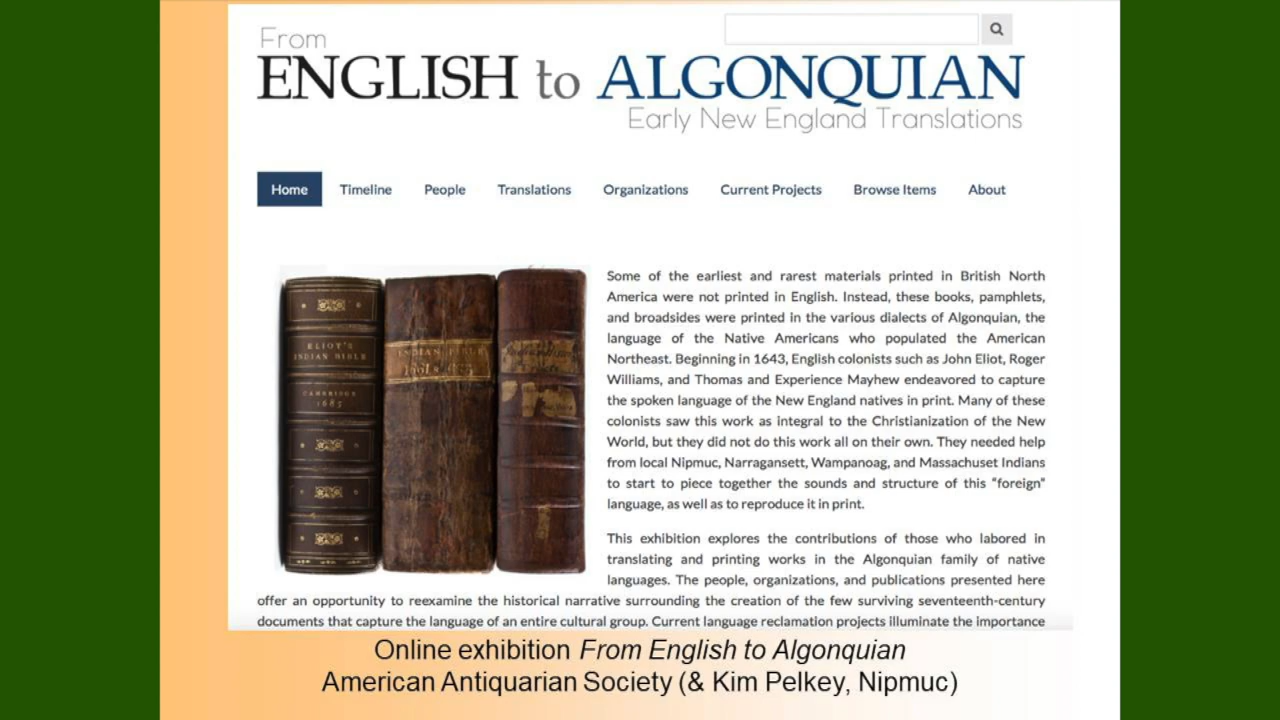 From
ENGLISH to ALGONQUIAN
Early New England Translations
Home Timeline People Translations Organizations Current Projects Browse Items About
ELIOT'S
INDIAN BIBLE
CAMBRIDGE
1685
INDIAN BIBLE
Some of the earliest and rarest materials printed in British North
America were not printed in English. Instead, these books, pamphlets,
and broadsides were printed in the various dialects of Algonquian, the
language of the Native Americans who populated the American
Northeast. Beginning in 1643, English colonists such as John Eliot, Roger
Williams, and Thomas and Experience Mayhew endeavored to capture
the spoken language of the New England natives in print. Many of these
colonists saw this work as integral to the Christianization of the New
World, but they did not do this work all on their own. They needed help
from local Nipmuc, Narragansett, Wampanoag, and Massachuset Indians
to start to piece together the sounds and structure of this “foreign”
language, as well as to reproduce it in print.
This exhibition explores the contributions of those who labored in
translating and printing works in the Algonquian family of native
languages. The people, organizations, and publications presented here
offer an opportunity to reexamine the historical narrative surrounding the creation of the few surviving seventeenth-century
documents that capture the language of an entire cultural group. Current language reclamation projects illuminate the importance
Online exhibition From English to Algonquian
American Antiquarian Society (& Kim Pelkey, Nipmuc)